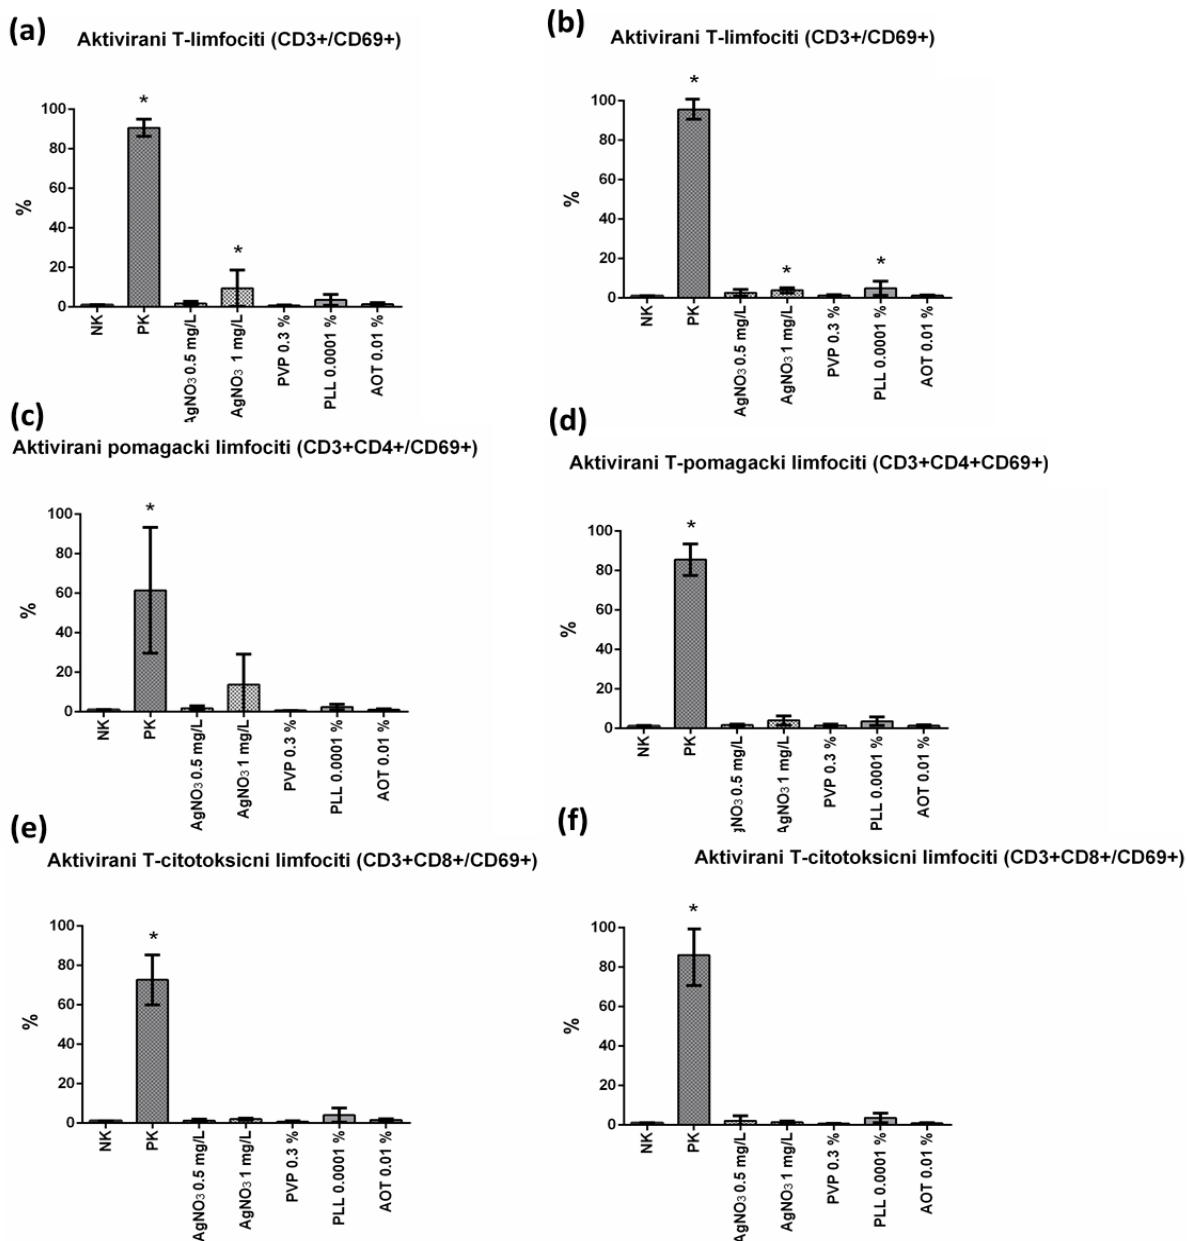 (a)
Aktivirani T-limfociti (CD3+/CD69+)
100
80
60
40
20
0
%
*
*
NK
PK
AgNO3 0.5 mg/L
AgNO3 1 mg/L
PVP 0.3 %
PLL 0.0001 %
AOT 0.01 %
(b)
Aktivirani T-limfociti (CD3+/CD69+)
100
80
60
40
20
0
%
*
*
*
NK
PK
AgNO3 0.5 mg/L
AgNO3 1 mg/L
PVP 0.3 %
PLL 0.0001 %
AOT 0.01 %
(c)
Aktivirani pomagacki limfociti (CD3+CD4+/CD69+)
100
80
60
40
20
0
%
*
NK
PK
AgNO3 0.5 mg/L
AgNO3 1 mg/L
PVP 0.3 %
PLL 0.0001 %
AOT 0.01 %
(d)
Aktivirani T-pomagacki limfociti (CD3+CD4+CD69+)
100
80
60
40
20
0
%
*
NK
PK
gNO3 0.5 mg/L
AgNO3 1 mg/L
PVP 0.3 %
PLL 0.0001 %
AOT 0.01 %
(e)
Aktivirani T-citotoksicni limfociti (CD3+CD8+/CD69+)
100
80
60
40
20
0
%
*
NK
PK
AgNO3 0.5 mg/L
AgNO3 1 mg/L
PVP 0.3 %
PLL 0.0001 %
AOT 0.01 %
(f)
Aktivirani T-citotoksicni limfociti (CD3+CD8+/CD69+)
100
80
60
40
20
0
%
*
NK
PK
AgNO3 0.5 mg/L
AgNO3 1 mg/L
PVP 0.3 %
PLL 0.0001 %
AOT 0.01 %